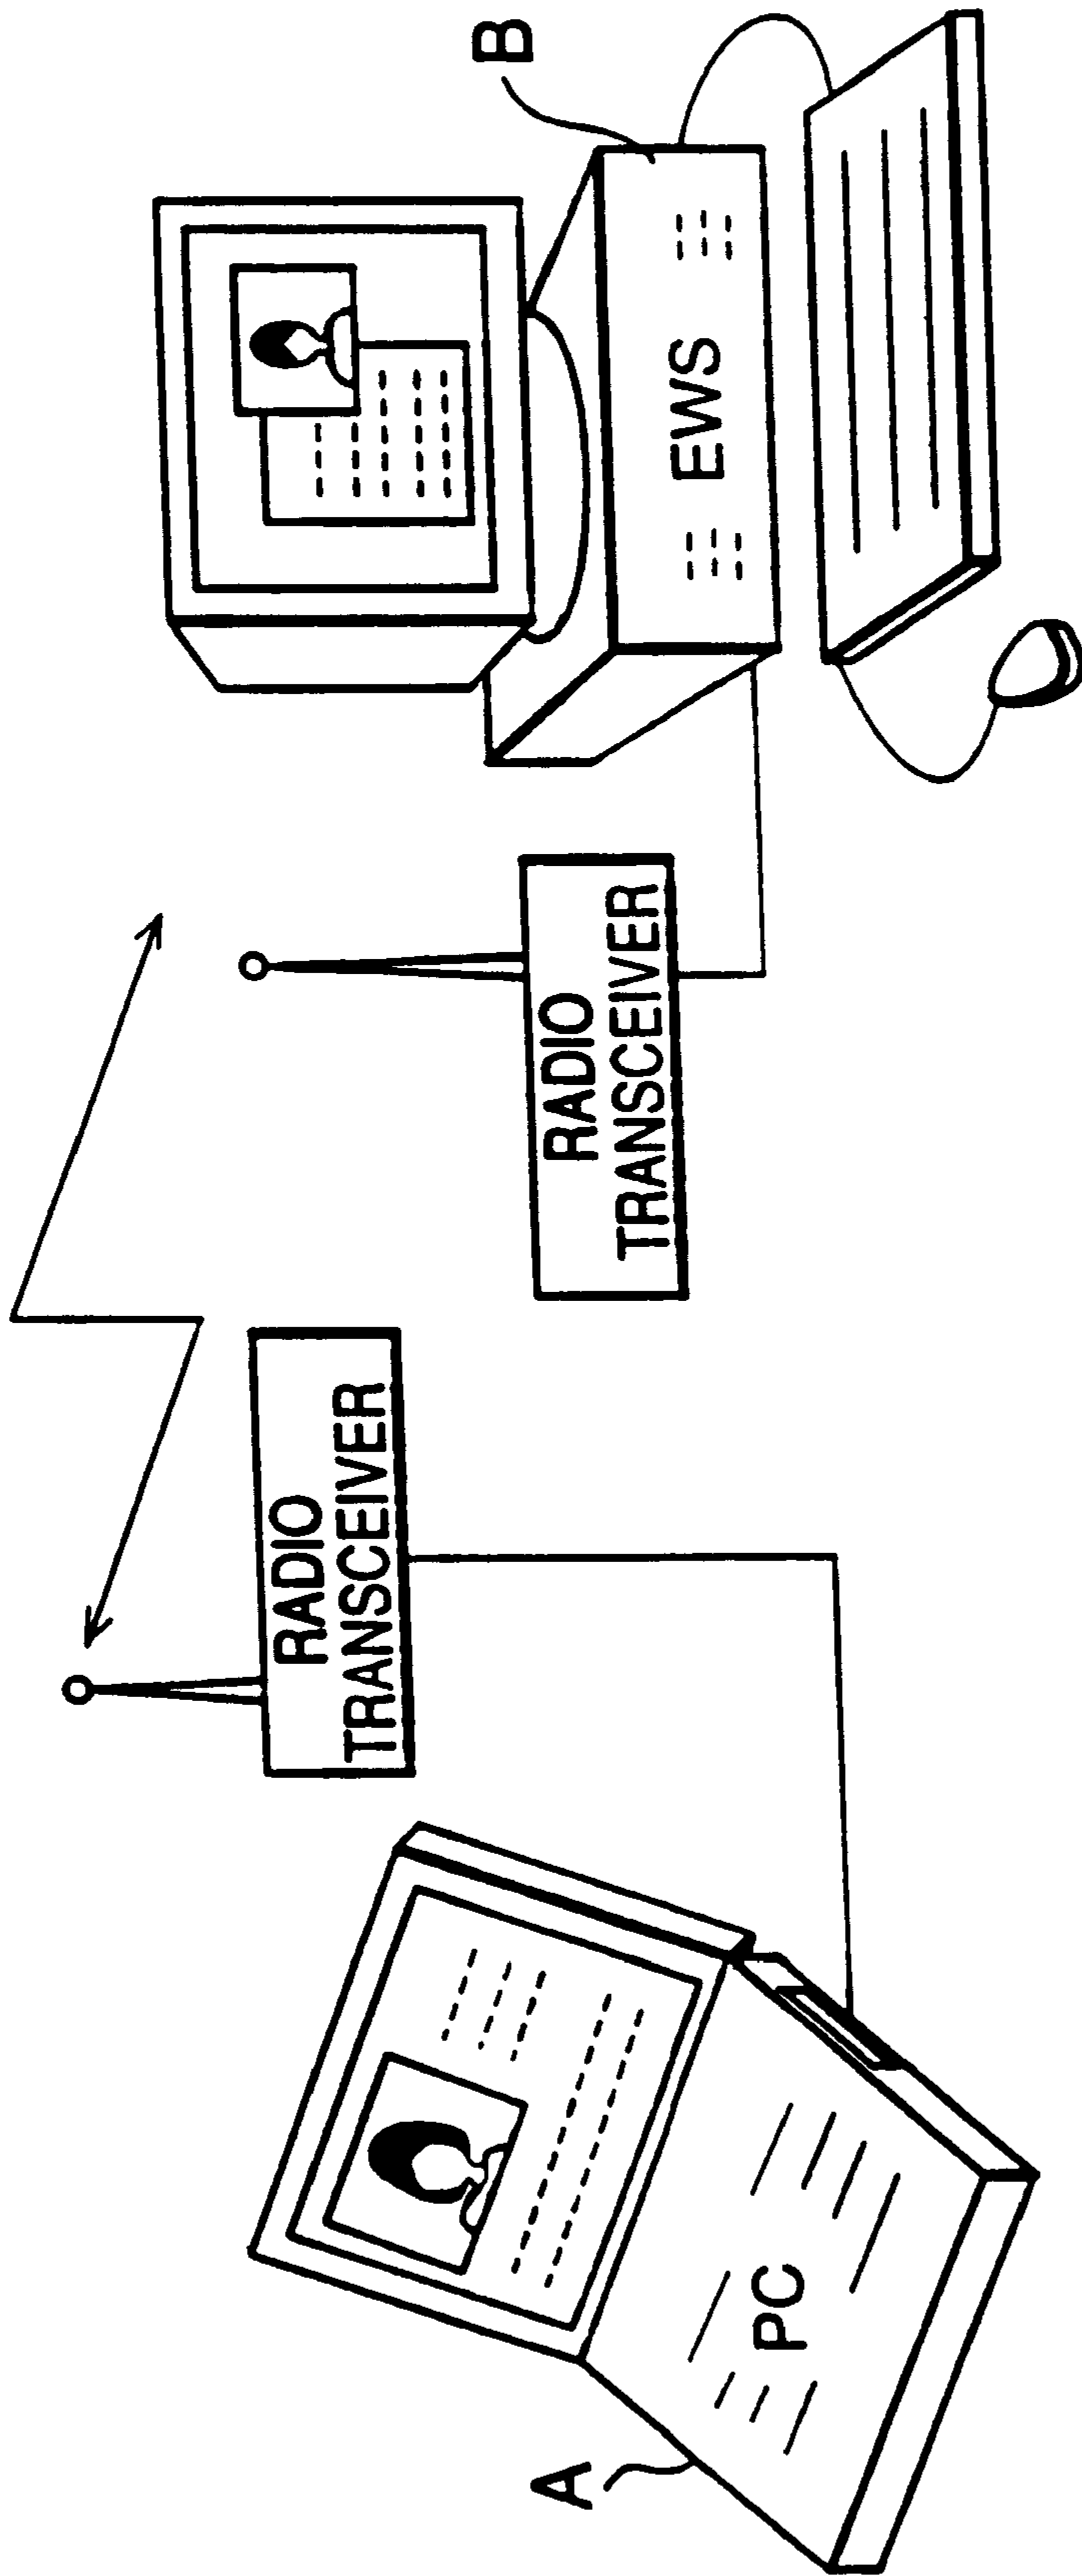 A
PC
RADIO
TRANSCEIVER
RADIO
TRANSCEIVER
EWS
B